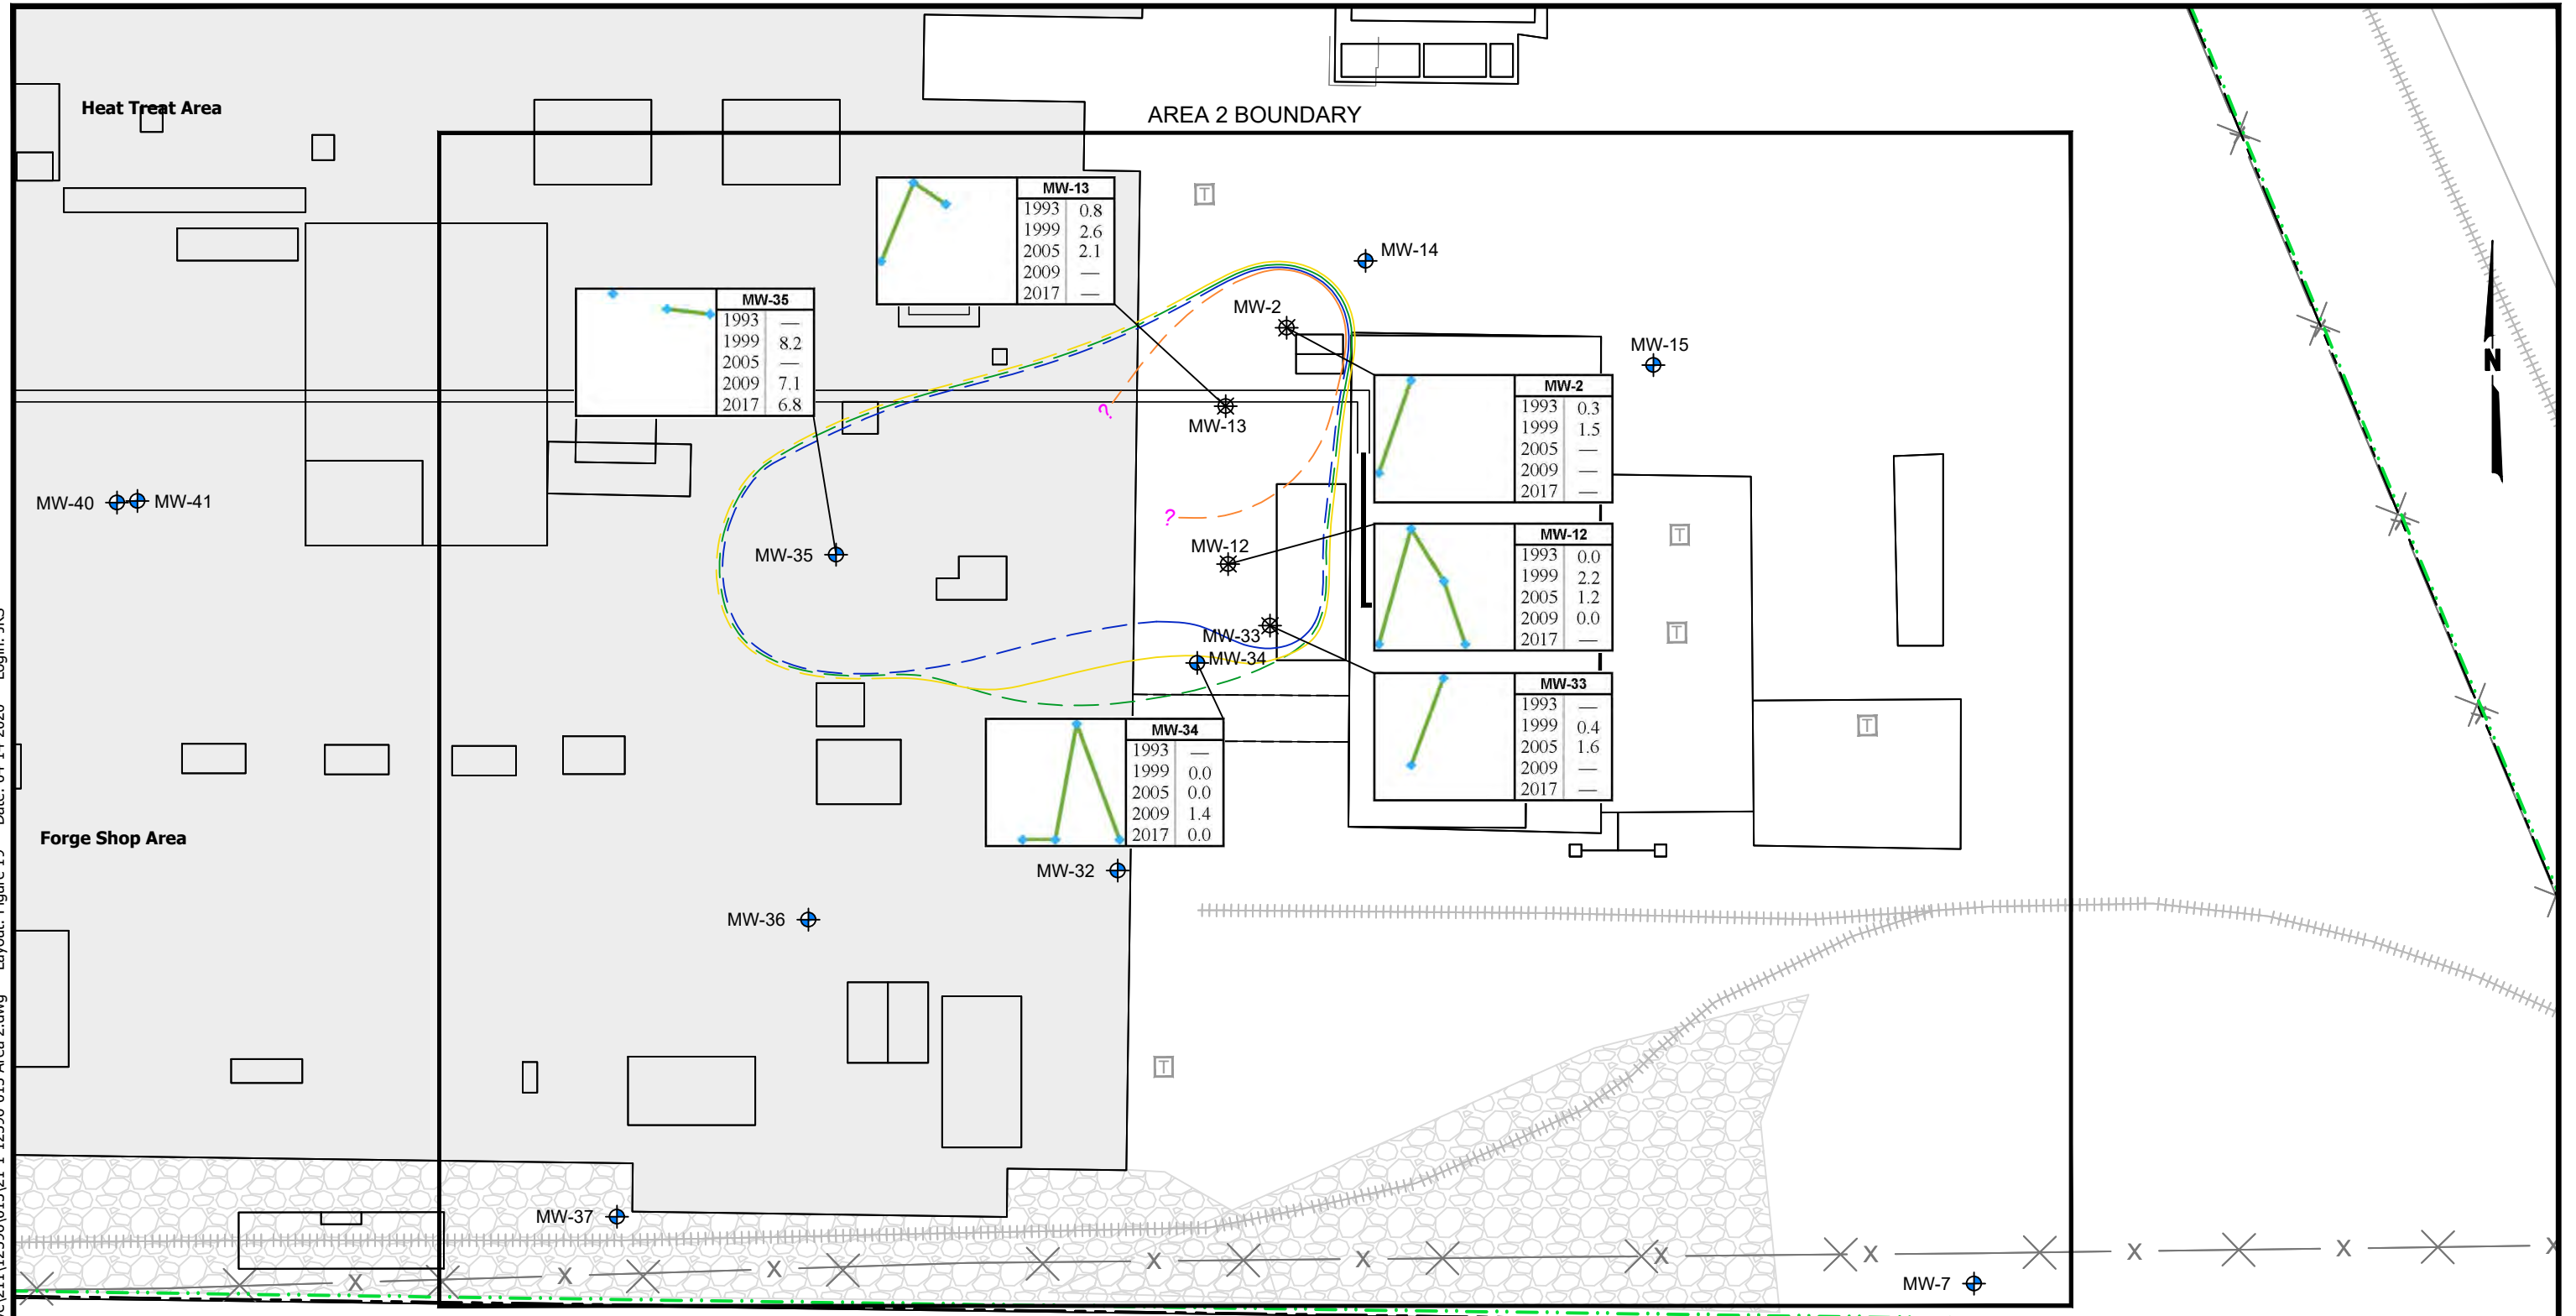 AREA 2 BOUNDARY
Heat Treat Area
T
MW-13
1993 0.8
1999 2.6
2005 2.1
2009 —
2017 —
MW-14
MW-35
1993 —
1999 8.2
2005 —
2009 7.1
2017 6.8
MW-2
MW-15
N
?
MW-13
MW-2
1993 0.3
1999 1.5
2005 —
2009 —
2017 —
MW-40
MW-41
?
T
MW-35
MW-12
MW-12
1993 0.0
1999 2.2
2005 1.2
2009 0.0
2017 —
MW-33
T
MW-34
MW-33
1993 —
1999 0.4
2005 1.6
2009 —
2017 —
MW-34
1993 —
1999 0.0
2005 0.0
2009 1.4
2017 0.0
T
Forge Shop Area
MW-32
MW-36
T
MW-37
X X X X X X X X X X X
MW-7